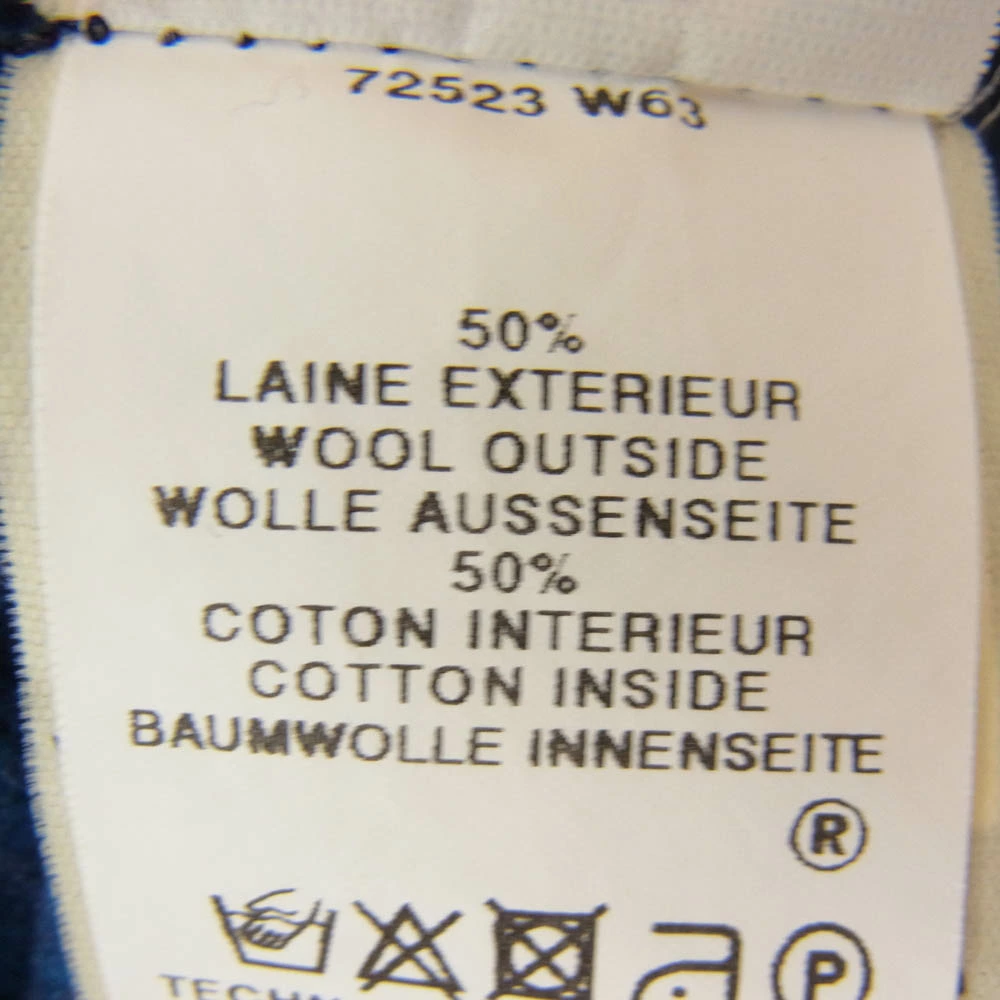 72523 W63
50%
LAINE EXTERIEUR
WOOL OUTSIDE
WOLLE AUSSENSEITE
50%
COTON INTERIEUR
COTTON INSIDE
BAUMWOLLE INNENSEITE
®
P